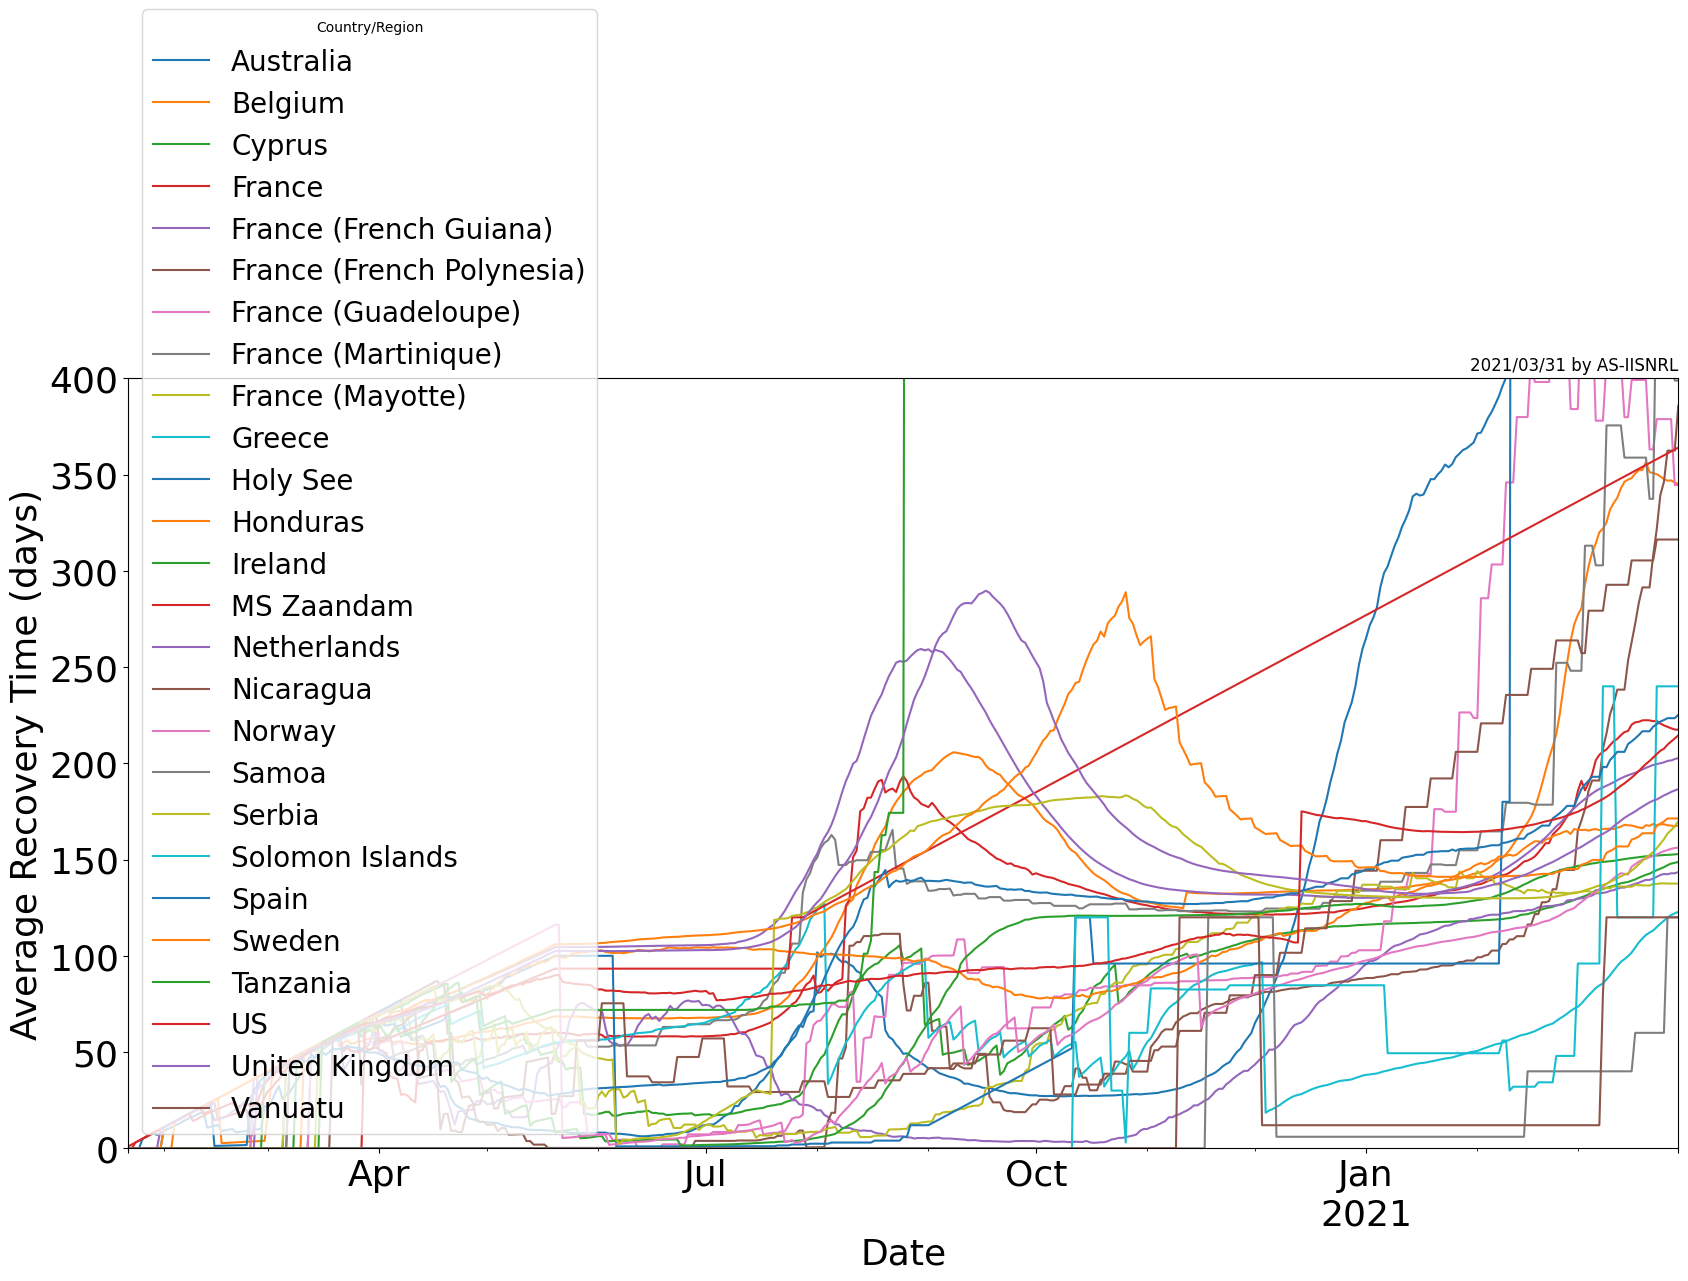 Country/Region
Australia
Belgium
Cyprus
France
France (French Guiana)
France (French Polynesia)
France (Guadeloupe)
France (Martinique)
France (Mayotte)
Greece
Holy See
Honduras
Ireland
MS Zaandam
Netherlands
Nicaragua
Norway
Samoa
Serbia
Solomon Islands
Spain
Sweden
Tanzania
US
United Kingdom
Vanuatu
2021/03/31 by AS-IISNRL
Average Recovery Time (days)
400
350
300
250
200
150
100
50
0
Apr
Jul
Oct
Jan
2021
Date